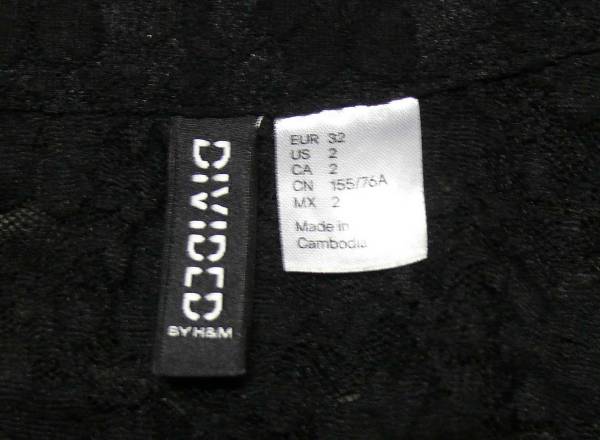 DIVIDED
BY H&M
EUR 32
US 2
CA 2
CN 155/76A
MX 2
Made in
Cambodia